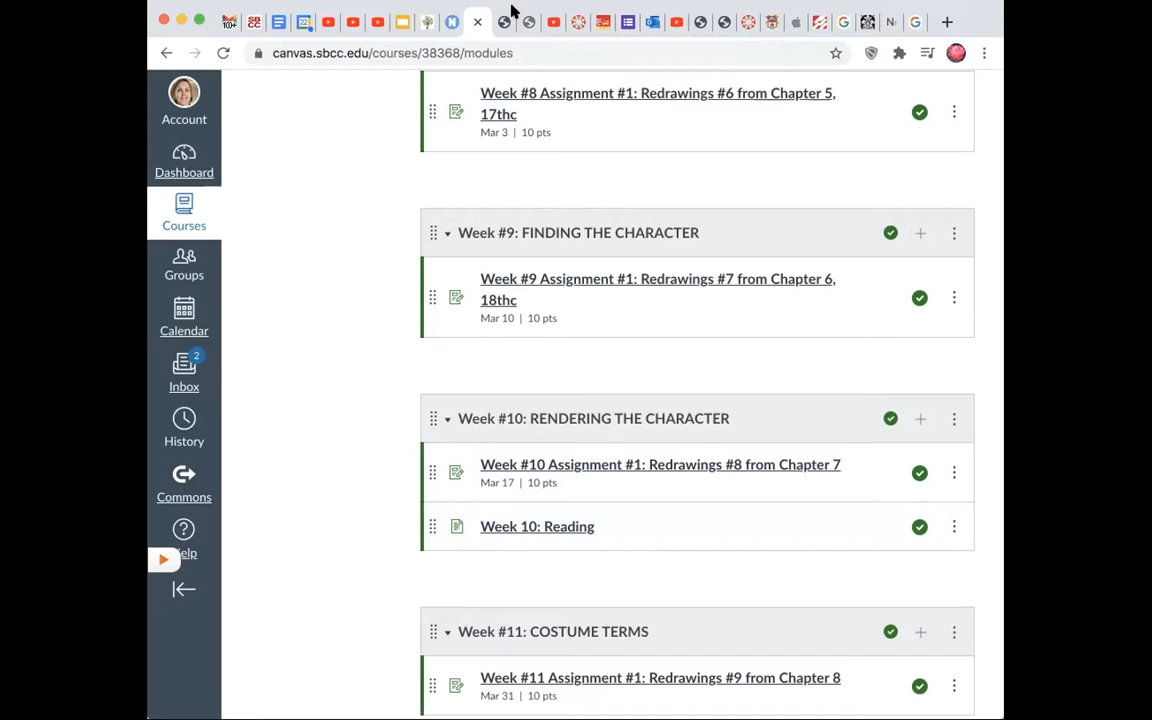 canvas.sbcc.edu/courses/38368/modules
Account
Dashboard
Courses
Groups
Calendar
2
Inbox
History
Commons
Help
Week #8 Assignment #1: Redrawings #6 from Chapter 5,
17thc
Mar 3 | 10 pts
Week #9: FINDING THE CHARACTER
Week #9 Assignment #1: Redrawings #7 from Chapter 6,
18thc
Mar 10 | 10 pts
Week #10: RENDERING THE CHARACTER
Week #10 Assignment #1: Redrawings #8 from Chapter 7
Mar 17 | 10 pts
Week 10: Reading
Week #11: COSTUME TERMS
Week #11 Assignment #1: Redrawings #9 from Chapter 8
Mar 31 | 10 pts